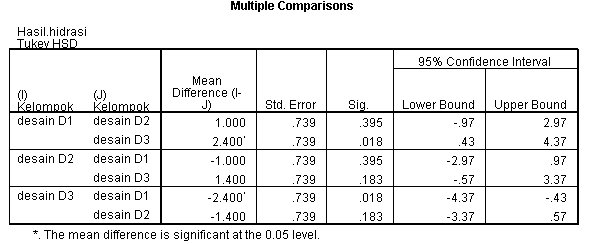 Multiple Comparisons
Hasil.hidrasi
Tukey HSD
95% Confidence Interval
(I) Kelompok (J) Kelompok Mean Difference (I-J) Std. Error Sig. Lower Bound Upper Bound
desain D1 desain D2 1.000 .739 .395 -.97 2.97
desain D3 2.400* .739 .018 .43 4.37
desain D2 desain D1 -1.000 .739 .395 -2.97 .97
desain D3 1.400 .739 .183 -.57 3.37
desain D3 desain D1 -2.400* .739 .018 -4.37 -.43
desain D2 -1.400 .739 .183 -3.37 .57
*. The mean difference is significant at the 0.05 level.